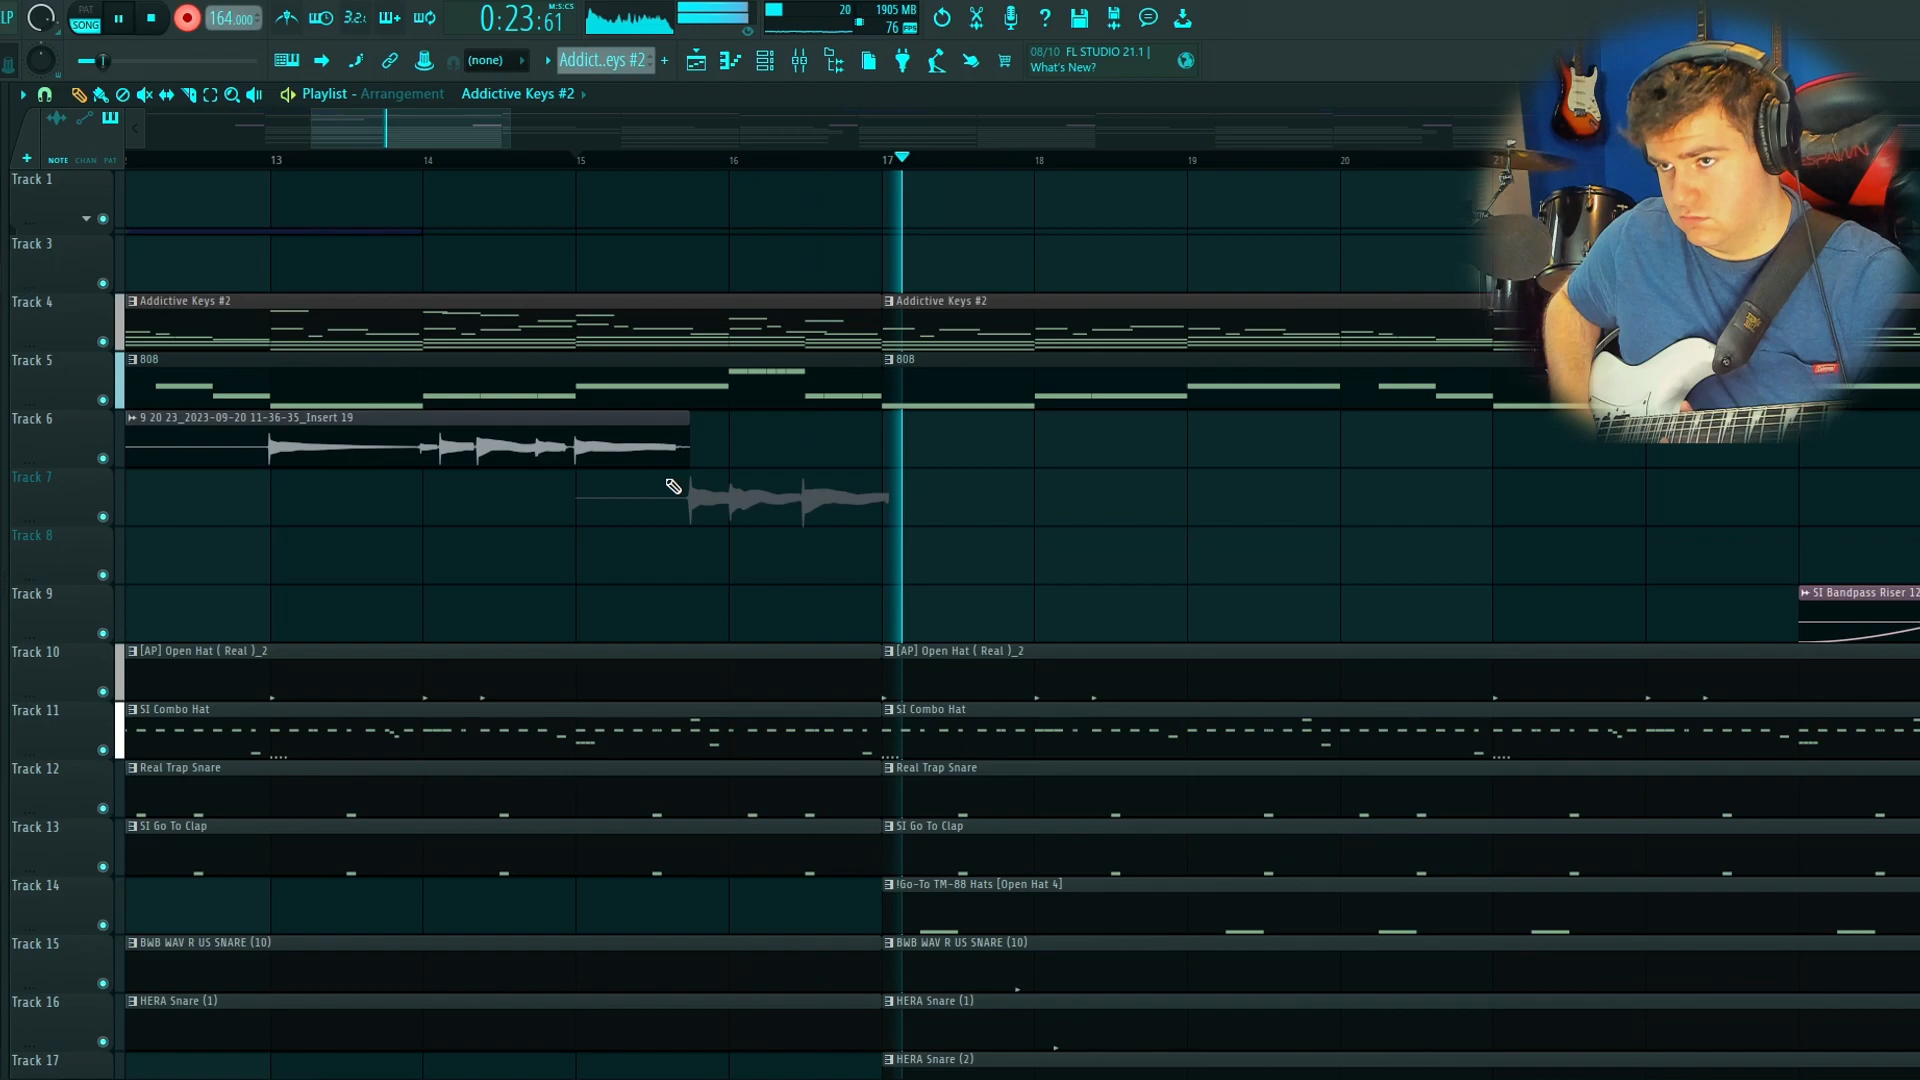 LP
PAT
SONG
164.000
3.2.
0:23:61
M:S:CS
20
1905 MB
76
FPS
(none)
Addict..eys #2
08/10 FL STUDIO 21.1 |
What's New?
Playlist - Arrangement
Addictive Keys #2
NOTE CHAN PAT
13 14 15 16 17 18 19 20 21
Track 1
Track 3
Track 4
Addictive Keys #2
Addictive Keys #2
Track 5
808
808
Track 6
9 20 23_2023-09-20 11-36-35_Insert 19
Track 7
Track 8
Track 9
SI Bandpass Riser 12
Track 10
[AP] Open Hat ( Real )_2
[AP] Open Hat ( Real )_2
Track 11
SI Combo Hat
SI Combo Hat
Track 12
Real Trap Snare
Real Trap Snare
Track 13
SI Go To Clap
SI Go To Clap
Track 14
!Go-To TM-88 Hats [Open Hat 4]
Track 15
BWB WAV R US SNARE (10)
BWB WAV R US SNARE (10)
Track 16
HERA Snare (1)
HERA Snare (1)
Track 17
HERA Snare (2)
ESPAWN